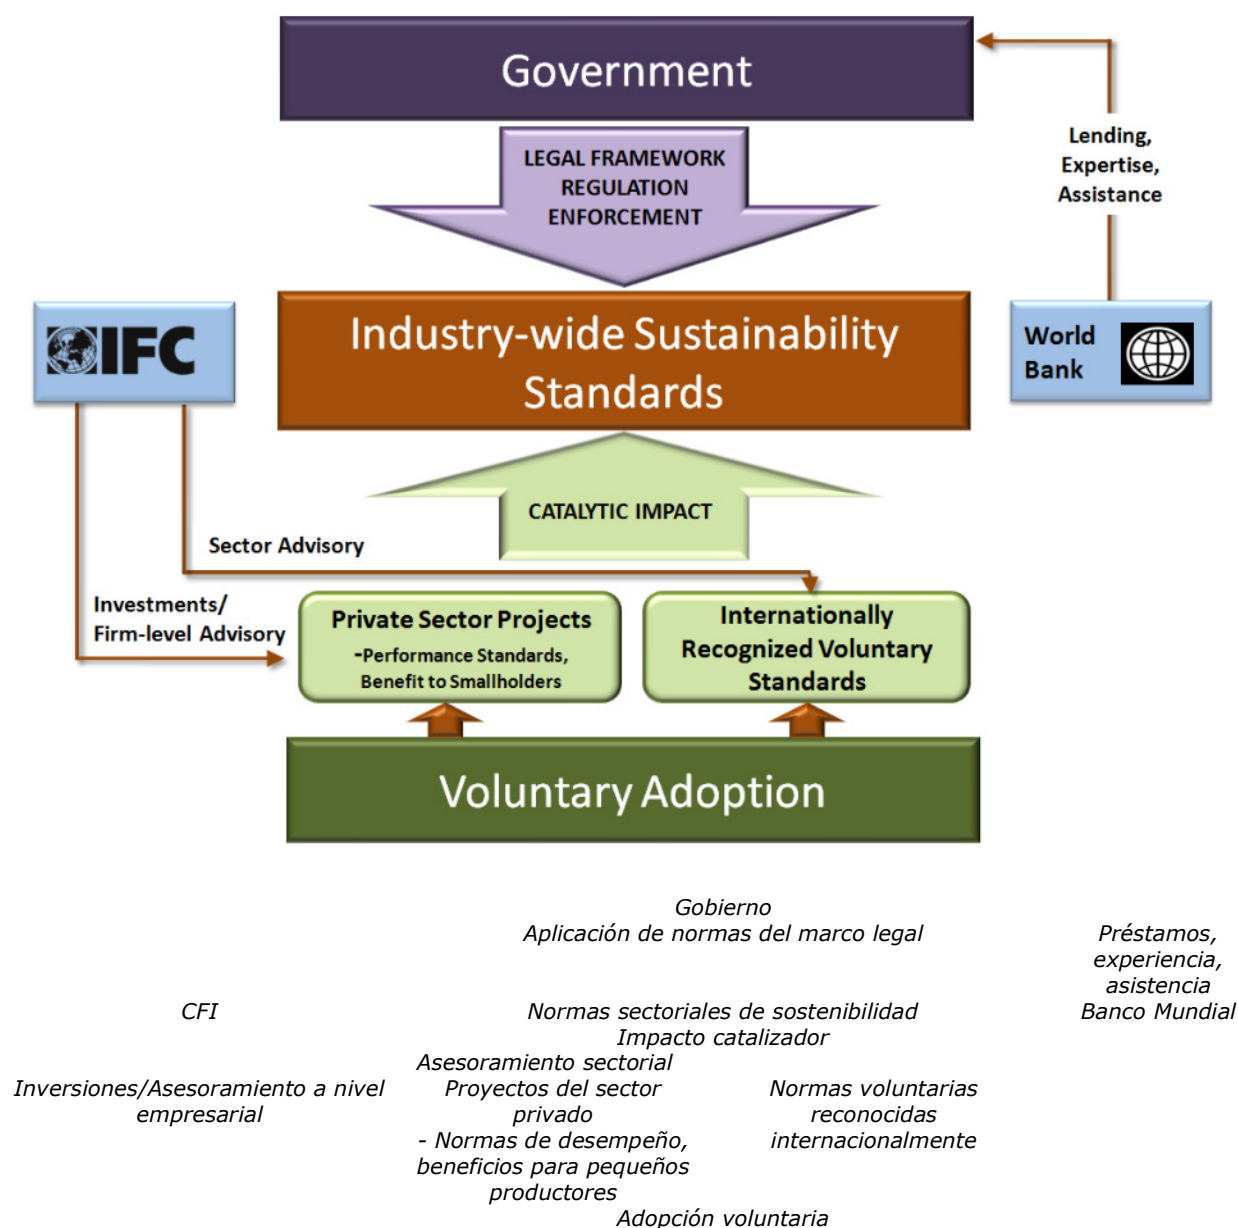 Government
LEGAL FRAMEWORK
REGULATION
ENFORCEMENT
Lending,
Expertise,
Assistance
IFC
Industry-wide Sustainability
Standards
World
Bank
CATALYTIC IMPACT
Sector Advisory
Investments/
Firm-level Advisory
Private Sector Projects
-Performance Standards,
Benefit to Smallholders
Internationally
Recognized Voluntary
Standards
Voluntary Adoption
Gobierno
Aplicación de normas del marco legal
Préstamos,
experiencia,
asistencia
CFI
Normas sectoriales de sostenibilidad
Banco Mundial
Impacto catalizador
Asesoramiento sectorial
Inversiones/Asesoramiento a nivel
empresarial
Proyectos del sector
privado
- Normas de desempeño,
beneficios para pequeños
productores
Normas voluntarias
reconocidas
internacionalmente
Adopción voluntaria